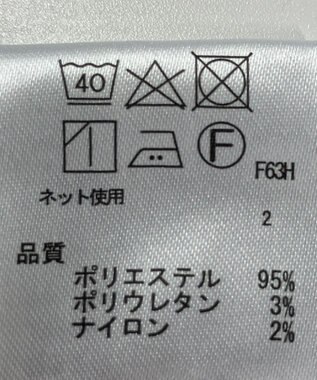 40
F
F63H
ネット使用
2
品質
ポリエステル 95%
ポリウレタン 3%
ナイロン 2%